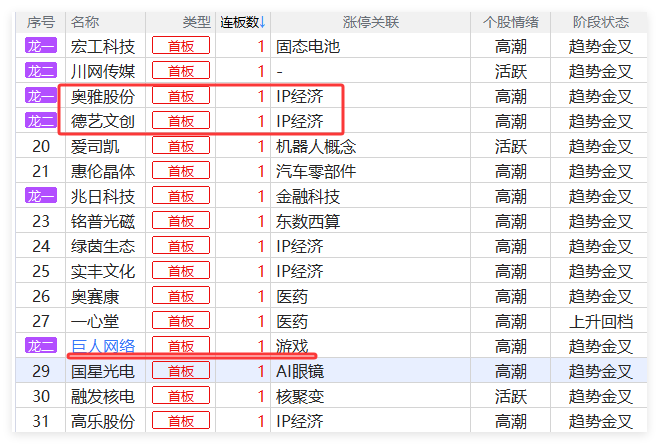 序号 名称 类型 连板数↓ 涨停关联 个股情绪 阶段状态
龙一 宏工科技 首板 1 固态电池 高潮 趋势金叉
龙二 川网传媒 首板 1 - 活跃 趋势金叉
龙一 奥雅股份 首板 1 IP经济 高潮 趋势金叉
龙二 德艺文创 首板 1 IP经济 高潮 趋势金叉
20 爱司凯 首板 1 机器人概念 活跃 趋势金叉
21 惠伦晶体 首板 1 汽车零部件 高潮 趋势金叉
龙一 兆日科技 首板 1 金融科技 高潮 趋势金叉
23 铭普光磁 首板 1 东数西算 高潮 趋势金叉
24 绿茵生态 首板 1 IP经济 高潮 趋势金叉
25 实丰文化 首板 1 IP经济 高潮 趋势金叉
26 奥赛康 首板 1 医药 高潮 趋势金叉
27 一心堂 首板 1 医药 高潮 上升回档
龙二 巨人网络 首板 1 游戏 高潮 趋势金叉
29 国星光电 首板 1 AI眼镜 高潮 趋势金叉
30 融发核电 首板 1 核聚变 活跃 趋势金叉
31 高乐股份 首板 1 IP经济 高潮 趋势金叉